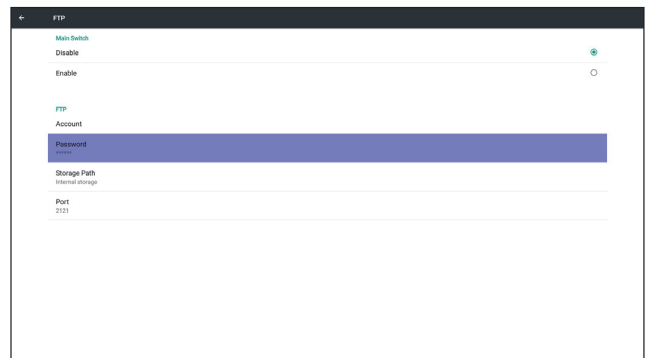 FTP
Main Switch
Disable
Enable
FTP
Account
Password
******
Storage Path
Internal storage
Port
2121